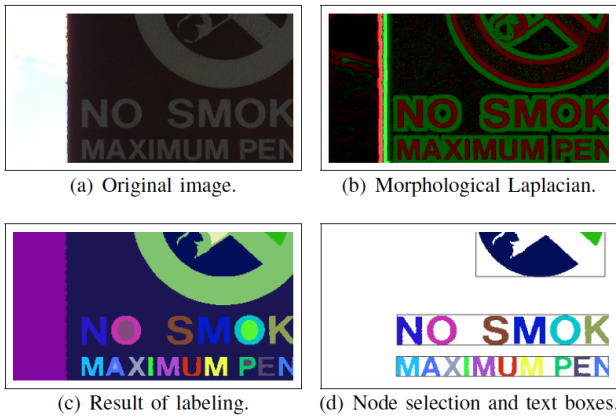 NO SMOK
MAXIMUM PEN
NO SMOK
MAXIMUM PEN
(a) Original image.
(b) Morphological Laplacian.
NO SMOK
MAXIMUM PEN
NO SMOK
MAXIMUM PEN
(c) Result of labeling.
(d) Node selection and text boxes.